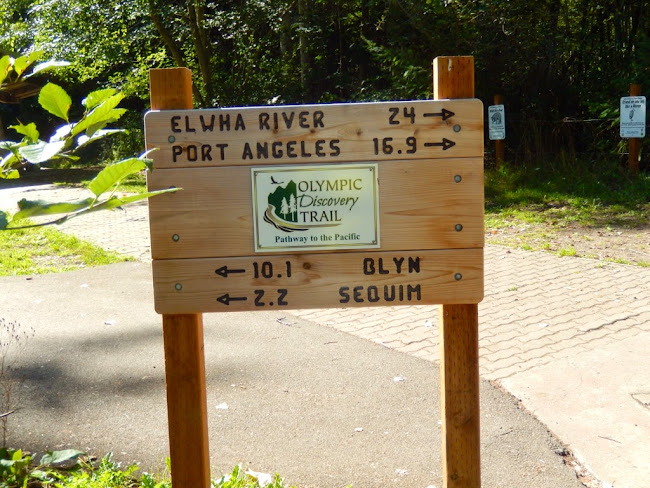 ELWHA RIVER 24 →
PORT ANGELES 16.9 →
OLYMPIC
Discovery
TRAIL
Pathway to the Pacific
← 10.1 BLYN
← 2.2 SEQUIM